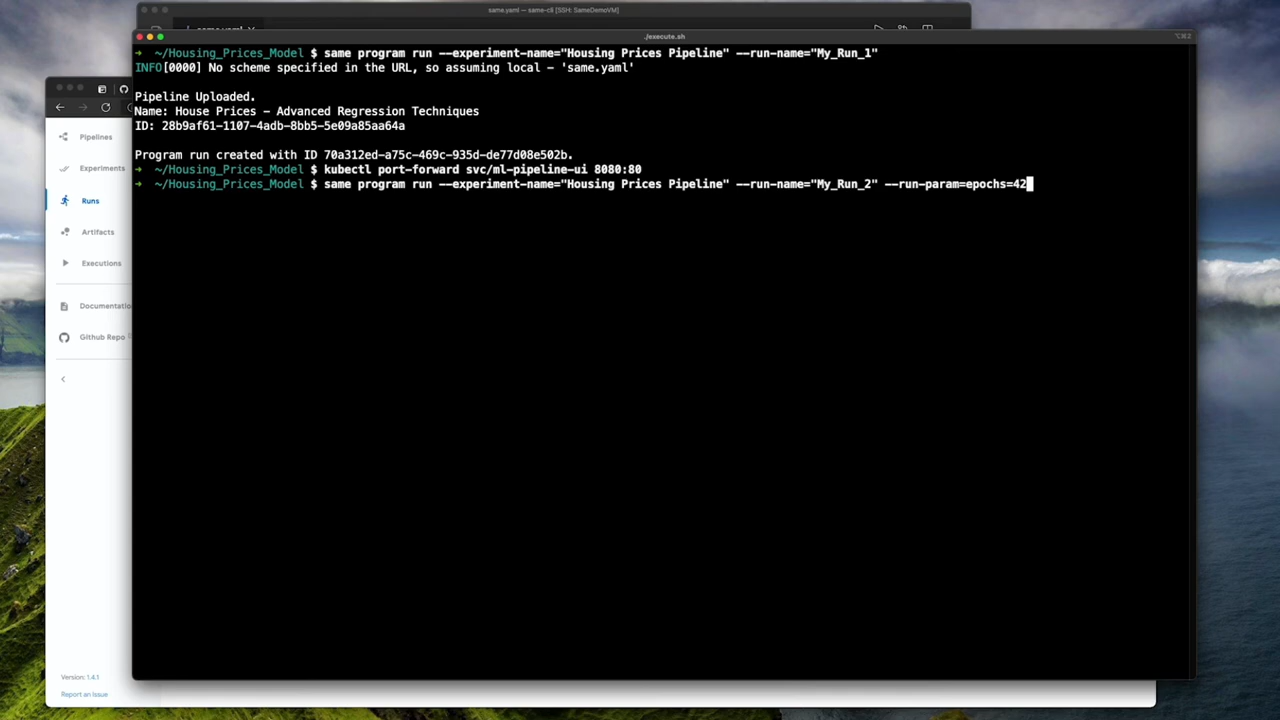 same.yaml — same-c8 [SSH: SameDemoVM]
./execute.sh
⌥⌘2
➜ ~/Housing_Prices_Model $ same program run --experiment-name="Housing Prices Pipeline" --run-name="My_Run_1"
INFO[0000] No scheme specified in the URL, so assuming local - 'same.yaml'
Pipeline Uploaded.
Name: House Prices - Advanced Regression Techniques
ID: 28b9af61-1107-4adb-8bb5-5e09a85aa64a
Program run created with ID 70a312ed-a75c-469c-935d-de77d08e502b.
➜ ~/Housing_Prices_Model $ kubectl port-forward svc/ml-pipeline-ui 8080:80
➜ ~/Housing_Prices_Model $ same program run --experiment-name="Housing Prices Pipeline" --run-name="My_Run_2" --run-param=epochs=42
Pipelines
Experiments
Runs
Artifacts
Executions
Documentatio
Github Repo
Version: 1.4.1
Report an Issue